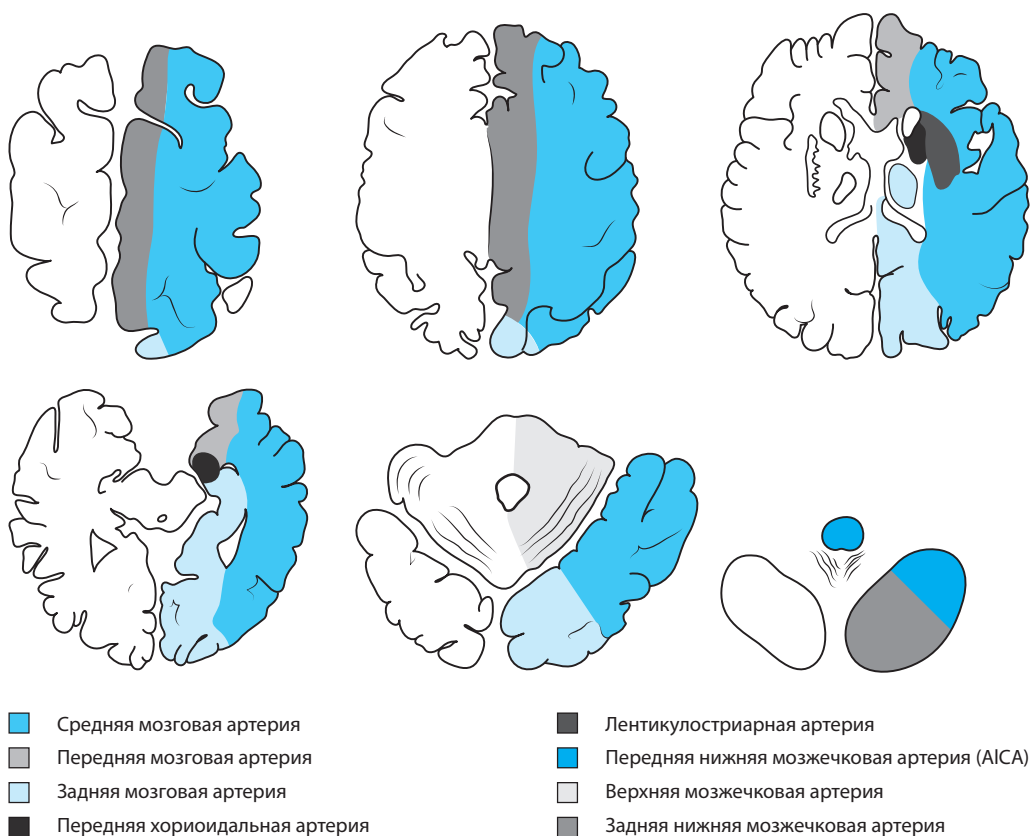 Средняя мозговая артерия
Передняя мозговая артерия
Задняя мозговая артерия
Передняя хориоидальная артерия
Лентикулостриарная артерия
Передняя нижняя мозжечковая артерия (AICA)
Верхняя мозжечковая артерия
Задняя нижняя мозжечковая артерия